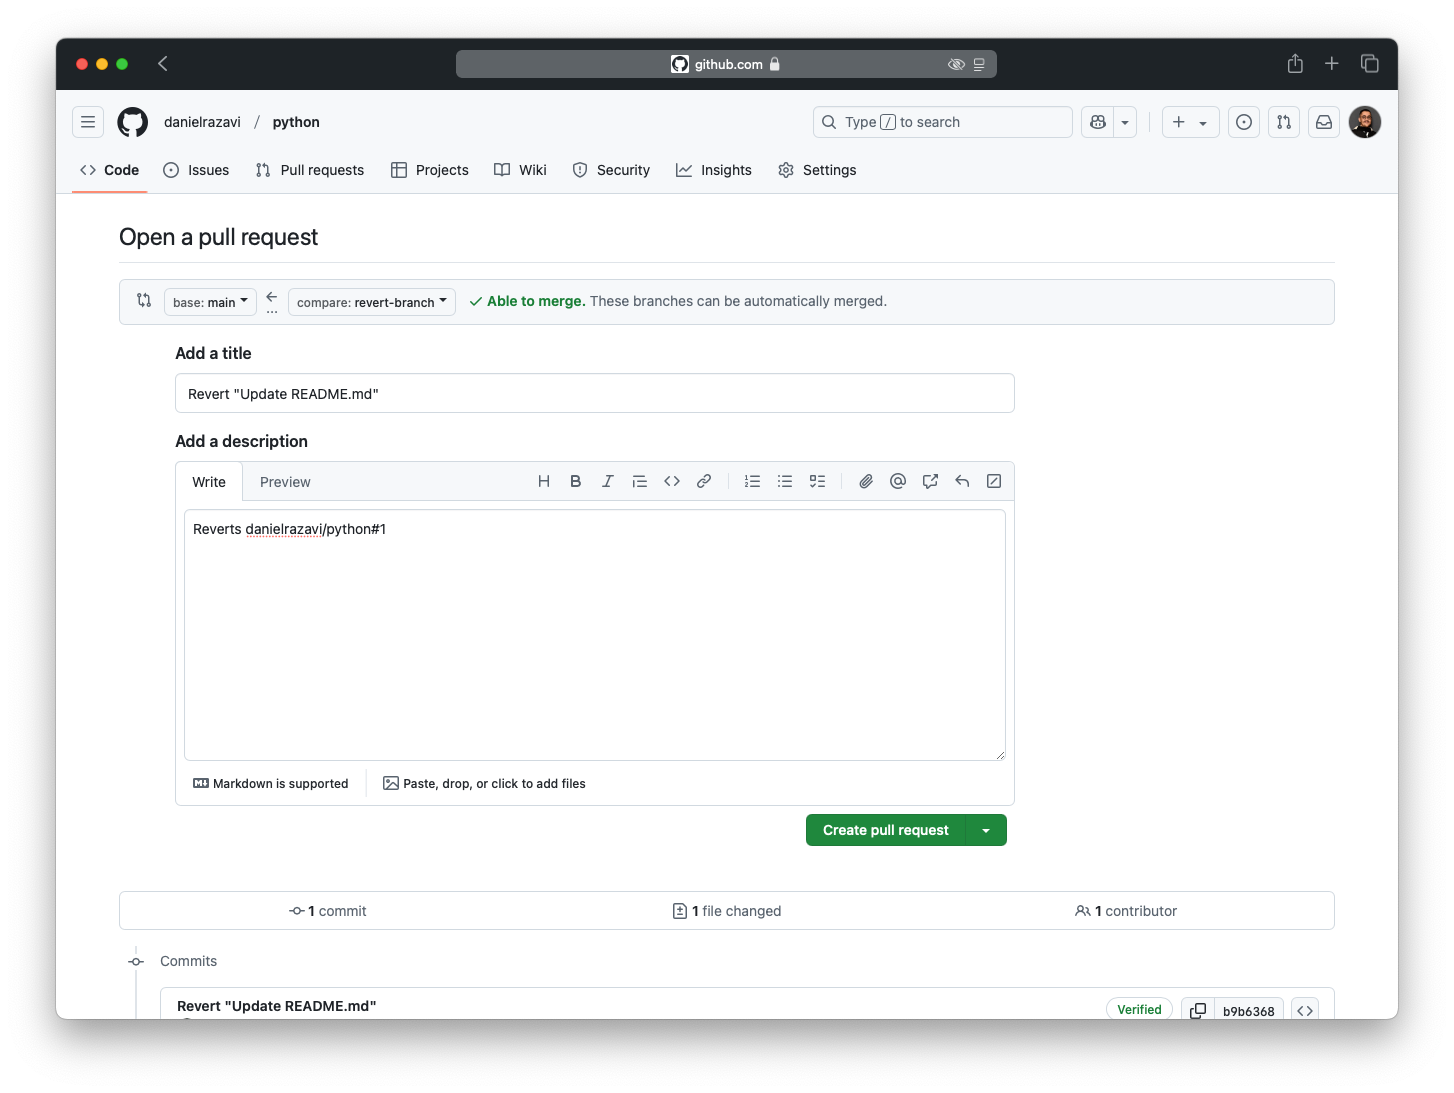 github.com
danielrazavi / python
Type / to search
Code Issues Pull requests Projects Wiki Security Insights Settings
Open a pull request
base: main ... compare: revert-branch Able to merge. These branches can be automatically merged.
Add a title
Revert "Update README.md"
Add a description
Write Preview H B I
Reverts danielrazavi/python#1
Markdown is supported Paste, drop, or click to add files
Create pull request
1 commit 1 file changed 1 contributor
Commits
Revert "Update README.md" Verified b9b6368